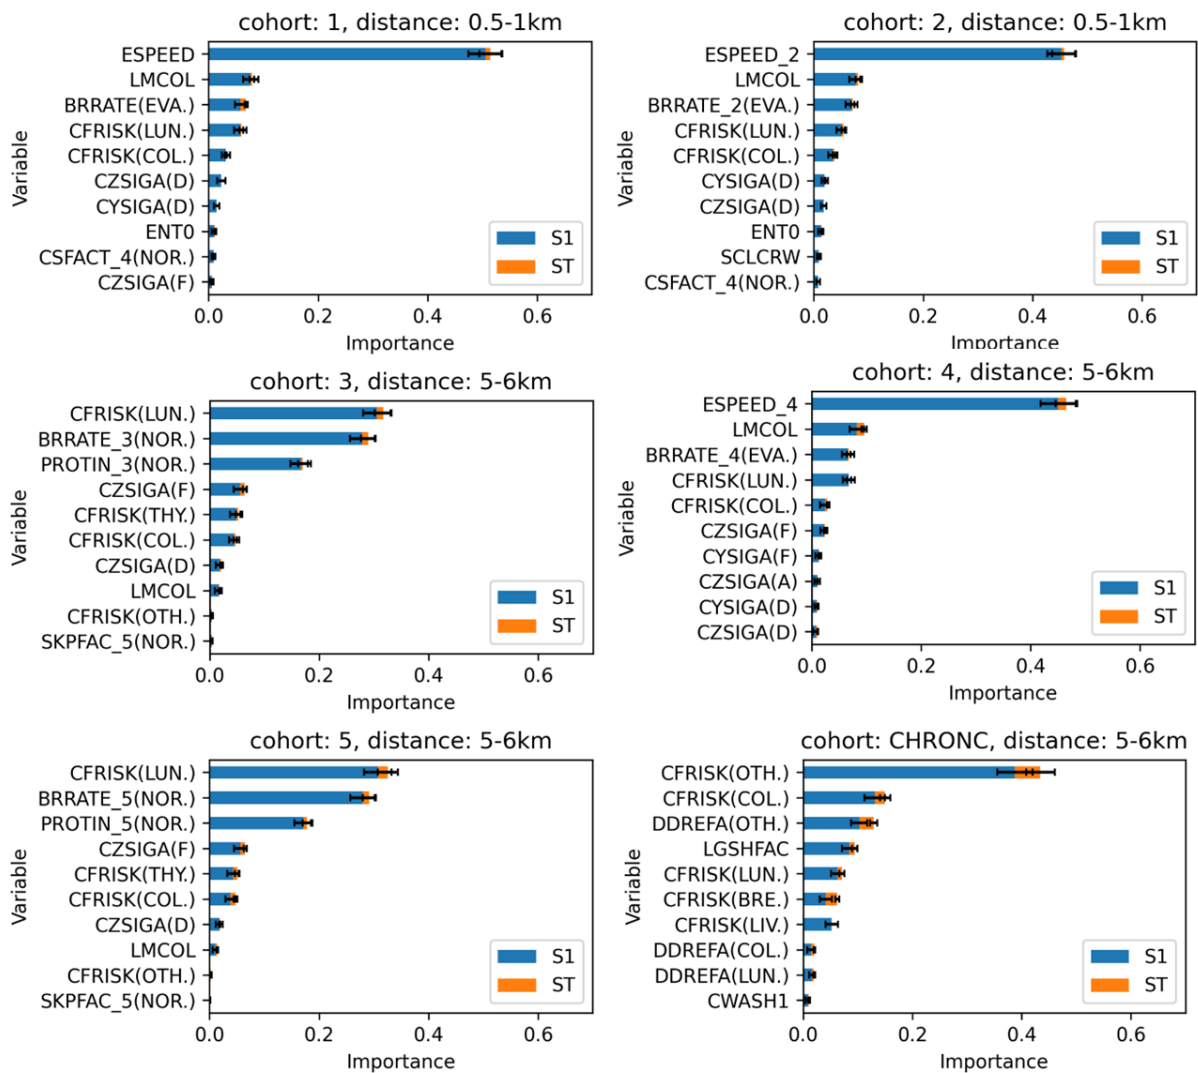 cohort: 1, distance: 0.5-1km
Variable
ESPEED
LMCOL
BRRATE(EVA.)
CFRISK(LUN.)
CFRISK(COL.)
CZSIGA(D)
CYSIGA(D)
ENT0
CSFACT_4(NOR.)
CZSIGA(F)
S1
ST
0.0 0.2 0.4 0.6
Importance
cohort: 2, distance: 0.5-1km
Variable
ESPEED_2
LMCOL
BRRATE_2(EVA.)
CFRISK(LUN.)
CFRISK(COL.)
CYSIGA(D)
CZSIGA(D)
ENT0
SCLCRW
CSFACT_4(NOR.)
S1
ST
0.0 0.2 0.4 0.6
Importance
cohort: 3, distance: 5-6km
Variable
CFRISK(LUN.)
BRRATE_3(NOR.)
PROTIN_3(NOR.)
CZSIGA(F)
CFRISK(THY.)
CFRISK(COL.)
CZSIGA(D)
LMCOL
CFRISK(OTH.)
SKPFAC_5(NOR.)
S1
ST
0.0 0.2 0.4 0.6
Importance
cohort: 4, distance: 5-6km
Variable
ESPEED_4
LMCOL
BRRATE_4(EVA.)
CFRISK(LUN.)
CFRISK(COL.)
CZSIGA(F)
CYSIGA(F)
CZSIGA(A)
CYSIGA(D)
CZSIGA(D)
S1
ST
0.0 0.2 0.4 0.6
Importance
cohort: 5, distance: 5-6km
Variable
CFRISK(LUN.)
BRRATE_5(NOR.)
PROTIN_5(NOR.)
CZSIGA(F)
CFRISK(THY.)
CFRISK(COL.)
CZSIGA(D)
LMCOL
CFRISK(OTH.)
SKPFAC_5(NOR.)
S1
ST
0.0 0.2 0.4 0.6
Importance
cohort: CHRONC, distance: 5-6km
Variable
CFRISK(OTH.)
CFRISK(COL.)
DDREFA(OTH.)
LGSHFAC
CFRISK(LUN.)
CFRISK(BRE.)
CFRISK(LIV.)
DDREFA(COL.)
DDREFA(LUN.)
CWASH1
S1
ST
0.0 0.2 0.4 0.6
Importance